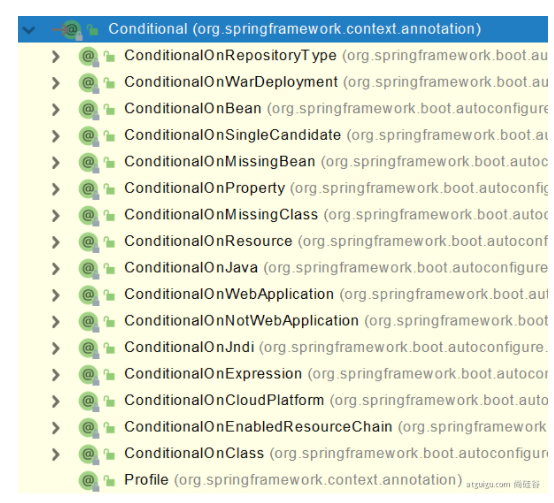 Conditional (org.springframework.context.annotation)
ConditionalOnRepositoryType (org.springframework.boot.au
ConditionalOnWarDeployment (org.springframework.boot.au
ConditionalOnBean (org.springframework.boot.autoconfigure
ConditionalOnSingleCandidate (org.springframework.boot.au
ConditionalOnMissingBean (org.springframework.boot.autoc
ConditionalOnProperty (org.springframework.boot.autoconfig
ConditionalOnMissingClass (org.springframework.boot.autoc
ConditionalOnResource (org.springframework.boot.autoconf
ConditionalOnJava (org.springframework.boot.autoconfigure
ConditionalOnWebApplication (org.springframework.boot.aut
ConditionalOnNotWebApplication (org.springframework.boot
ConditionalOnJndi (org.springframework.boot.autoconfigure.
ConditionalOnExpression (org.springframework.boot.autocon
ConditionalOnCloudPlatform (org.springframework.boot.auto
ConditionalOnEnabledResourceChain (org.springframework
ConditionalOnClass (org.springframework.boot.autoconfigure
Profile (org.springframework.context.annotation) atguigu.com 尚硅谷